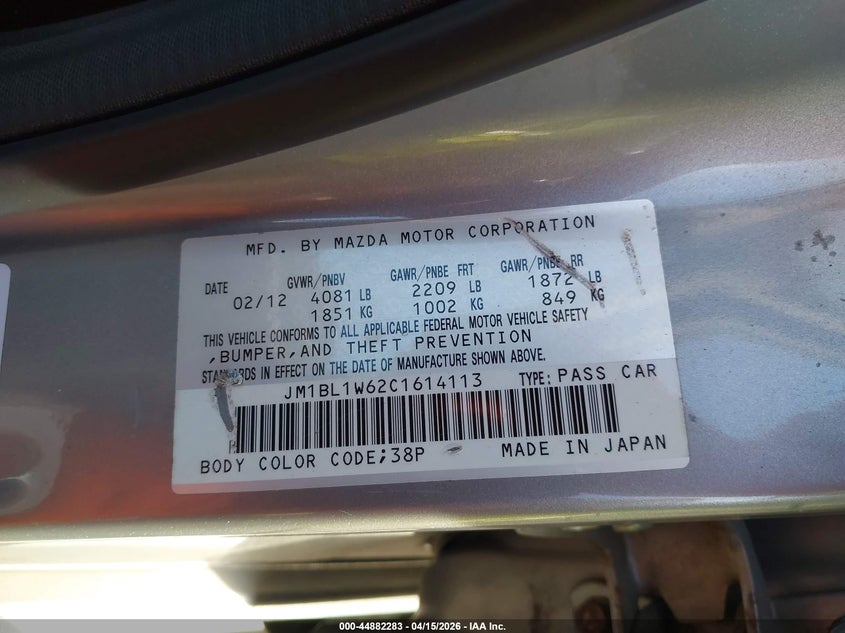 MFD. BY MAZDA MOTOR CORPORATION
DATE GVWR/PNBV GAWR/PNBE FRT GAWR/PNBE RR
02/12 4081 LB 2209 LB 1872 LB
1851 KG 1002 KG 849 KG
THIS VEHICLE CONFORMS TO ALL APPLICABLE FEDERAL MOTOR VEHICLE SAFETY
,BUMPER,AND THEFT PREVENTION
STANDARDS IN EFFECT ON THE DATE OF MANUFACTURE SHOWN ABOVE.
JM1BL1W62C1614113 TYPE: PASS CAR
BODY COLOR CODE;38P MADE IN JAPAN
000-44882283 - 04/15/2026 - IAA Inc.